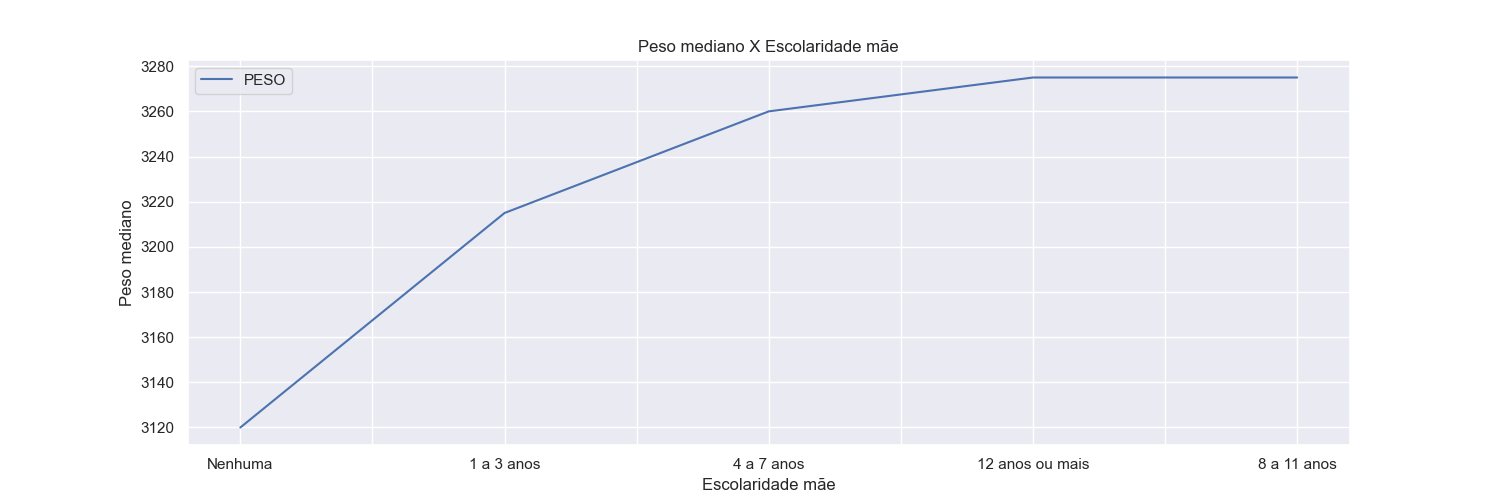 Peso mediano X Escolaridade mãe
PESO
Peso mediano
3280
3260
3240
3220
3200
3180
3160
3140
3120
Nenhuma
1 a 3 anos
4 a 7 anos
12 anos ou mais
8 a 11 anos
Escolaridade mãe